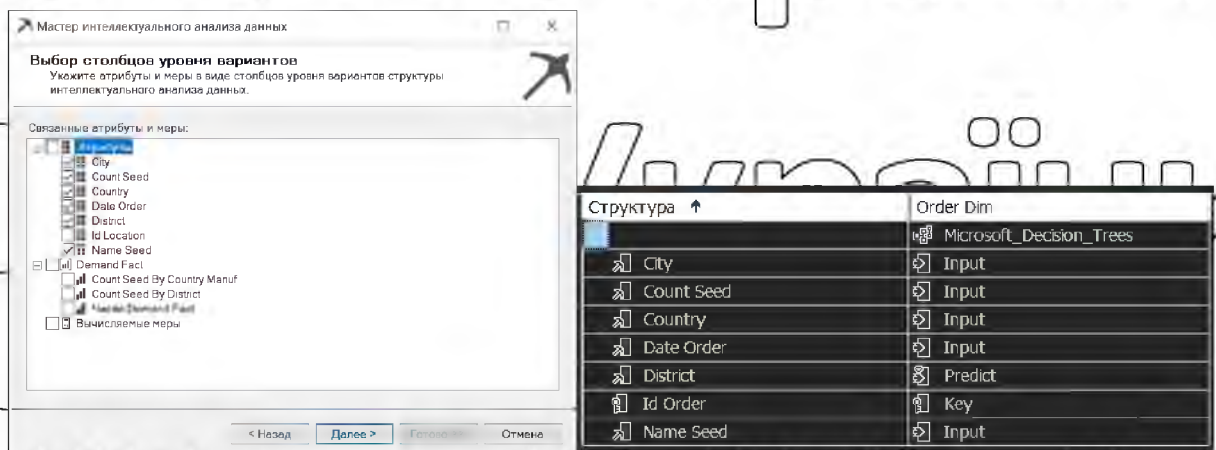 Мастер интеллектуального анализа данных
Выбор столбцов уровня вариантов
Укажите атрибуты и меры в виде столбцов уровня вариантов структуры
интеллектуального анализа данных.
Связанные атрибуты и меры:
City
Count Seed
Country
Date Order
District
Id Location
Name Seed
Demand Fact
Count Seed By Country Manuf
Count Seed By District
Вычисляемые меры
< Назад
Далее >
Отмена
Структура
Order Dim
Microsoft_Decision_Trees
City
Input
Count Seed
Input
Country
Input
Date Order
Input
District
Predict
Id Order
Key
Name Seed
Input